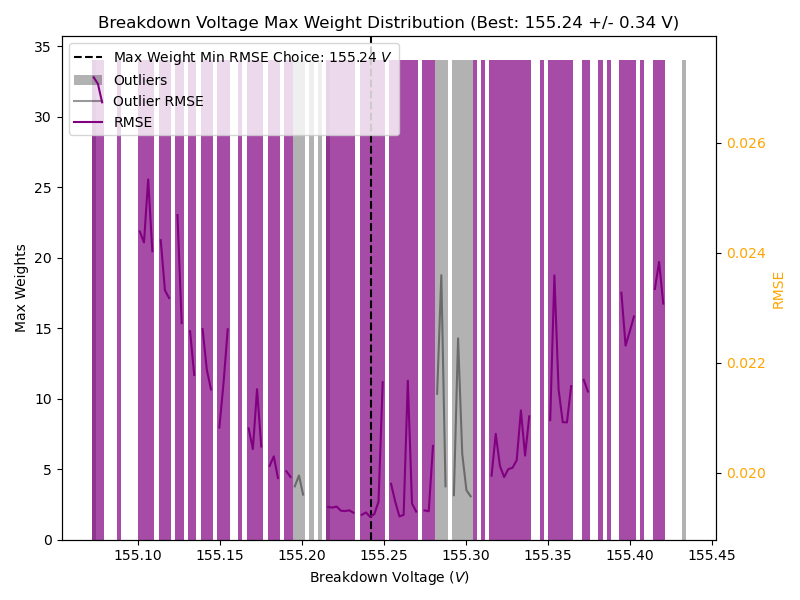 Breakdown Voltage Max Weight Distribution (Best: 155.24 +/- 0.34 V)
Max Weight Min RMSE Choice: 155.24 V
Outliers
Outlier RMSE
RMSE
35
30
25
20
15
10
5
0
Max Weights
0.026
0.024
0.022
0.020
RMSE
155.10
155.15
155.20
155.25
155.30
155.35
155.40
155.45
Breakdown Voltage (V)